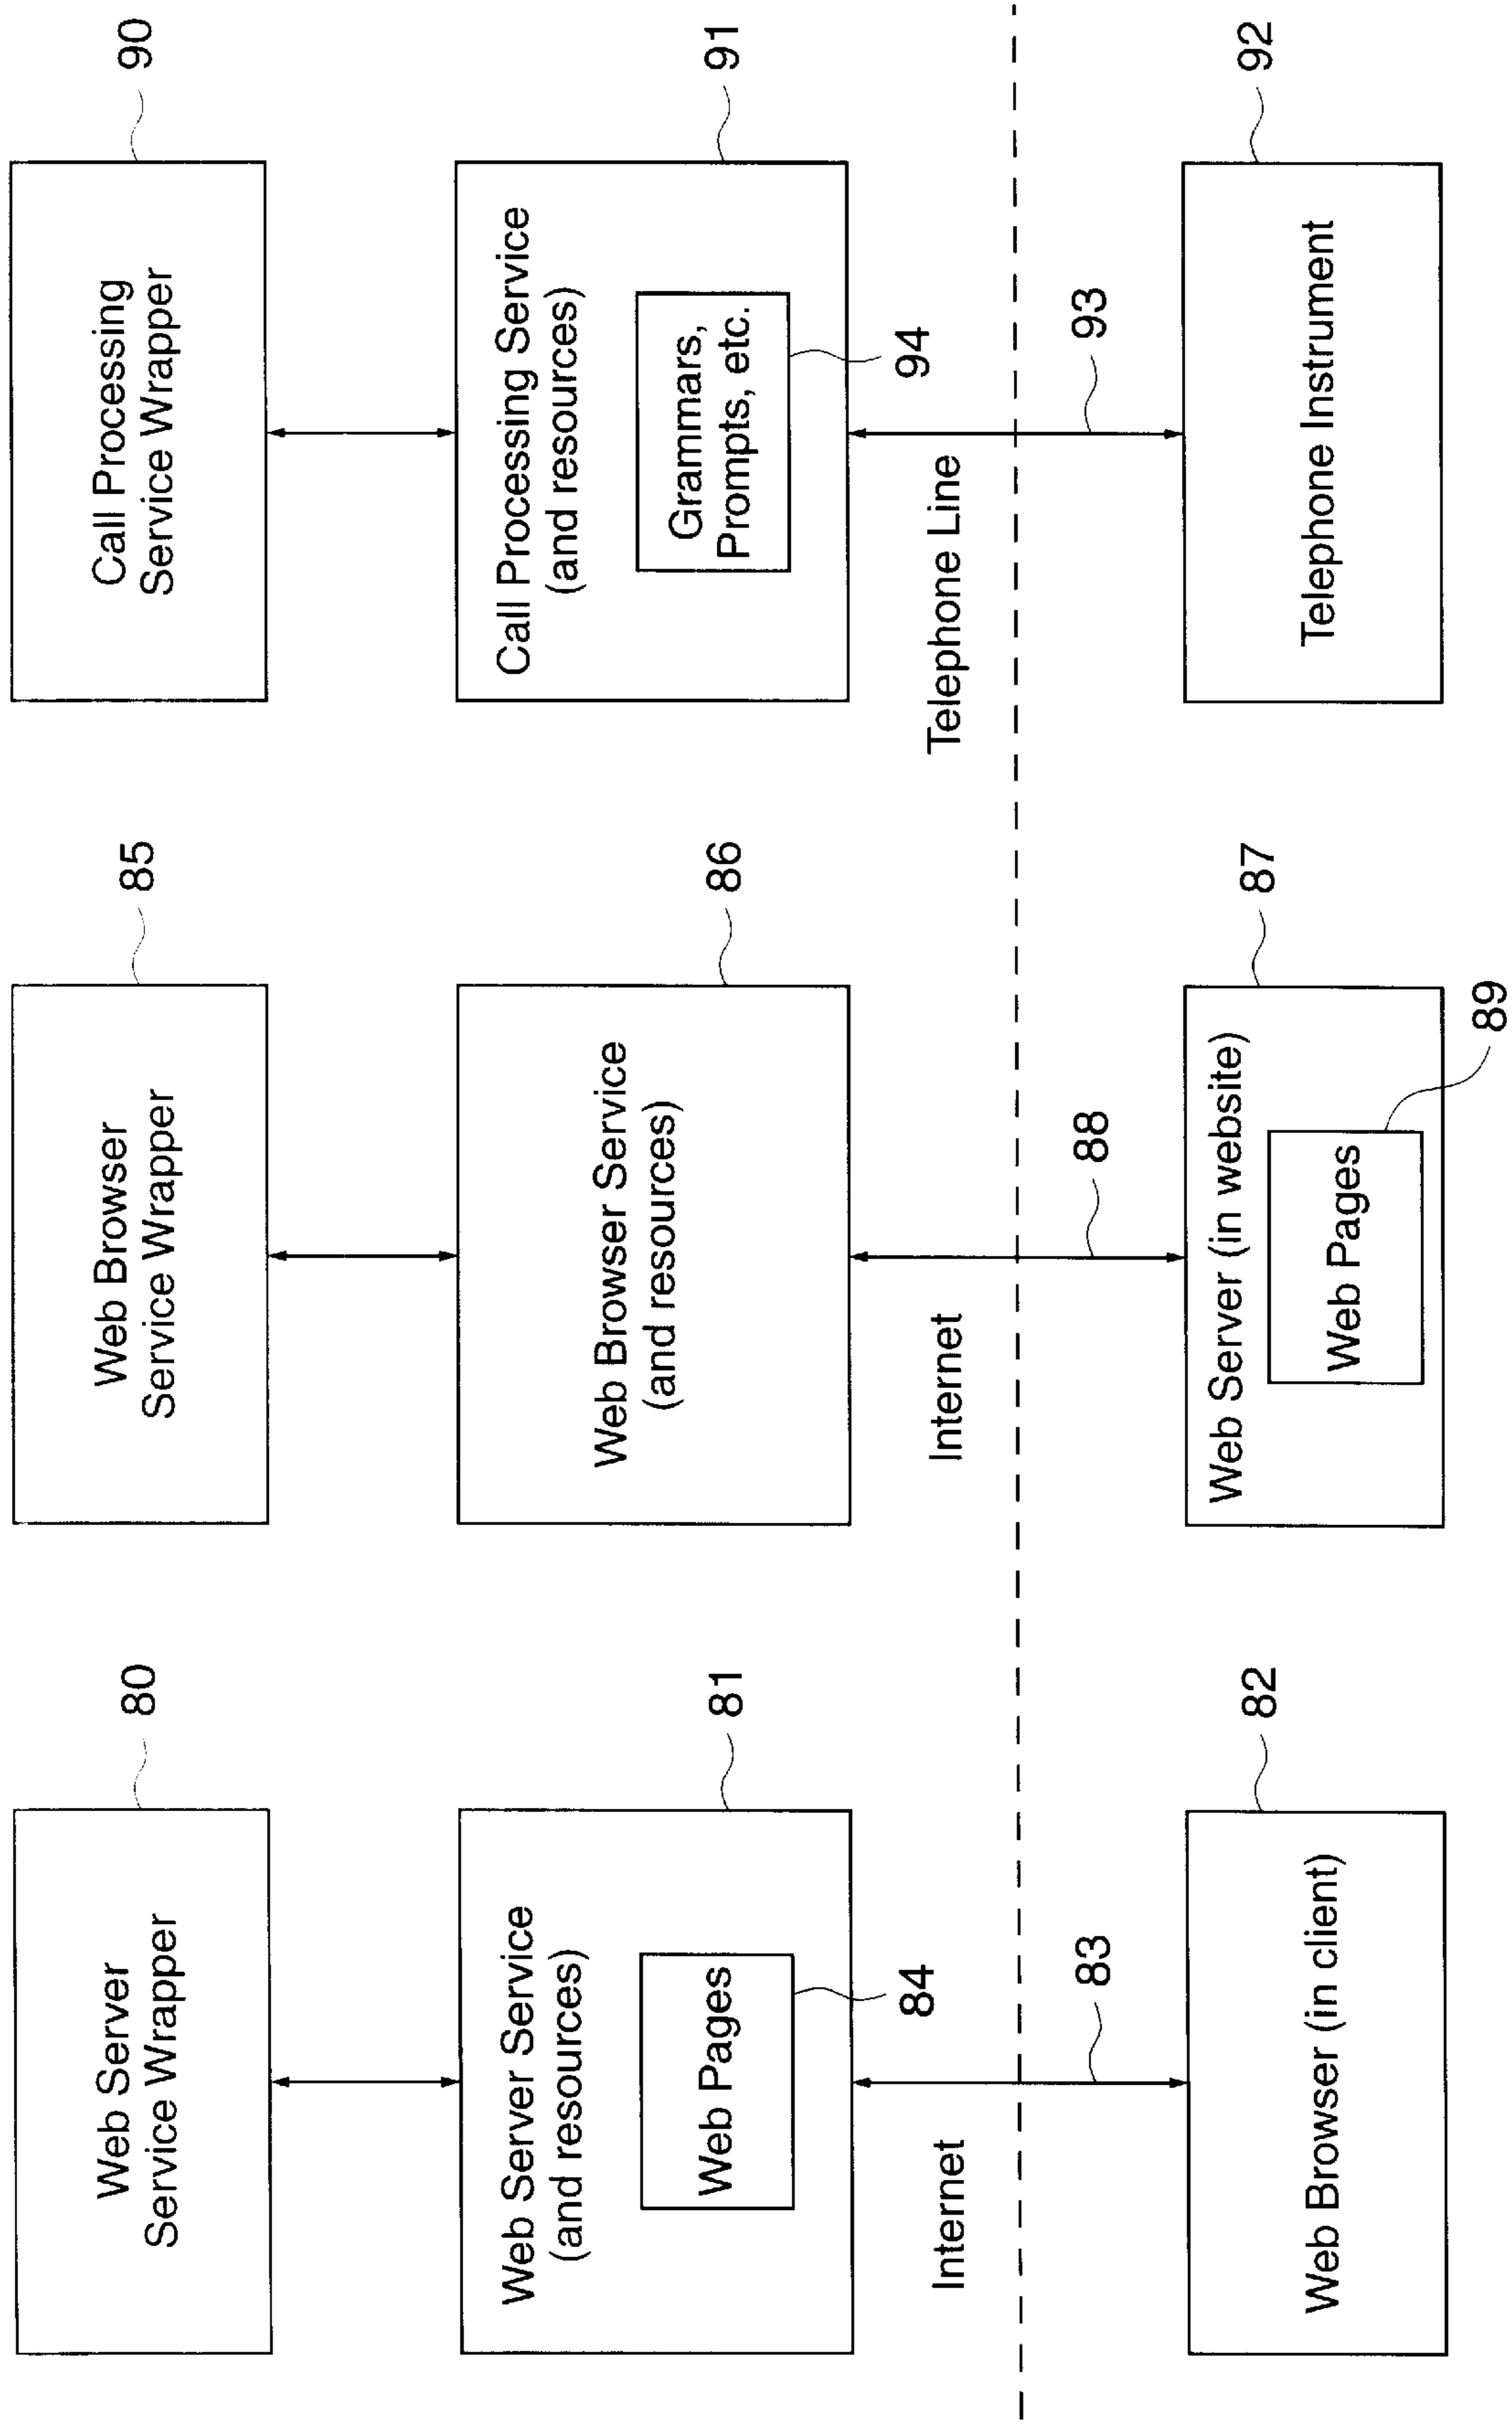 Web Server
Service Wrapper
80
Web Browser
Service Wrapper
85
Call Processing
Service Wrapper
90
Web Server Service
(and resources)
81
Web Pages
84
Web Browser Service
(and resources)
86
Call Processing Service
(and resources)
91
Grammars,
Prompts, etc.
94
Internet
Internet
Telephone Line
83
88
93
Web Browser (in client)
82
Web Server (in website)
87
Web Pages
89
Telephone Instrument
92